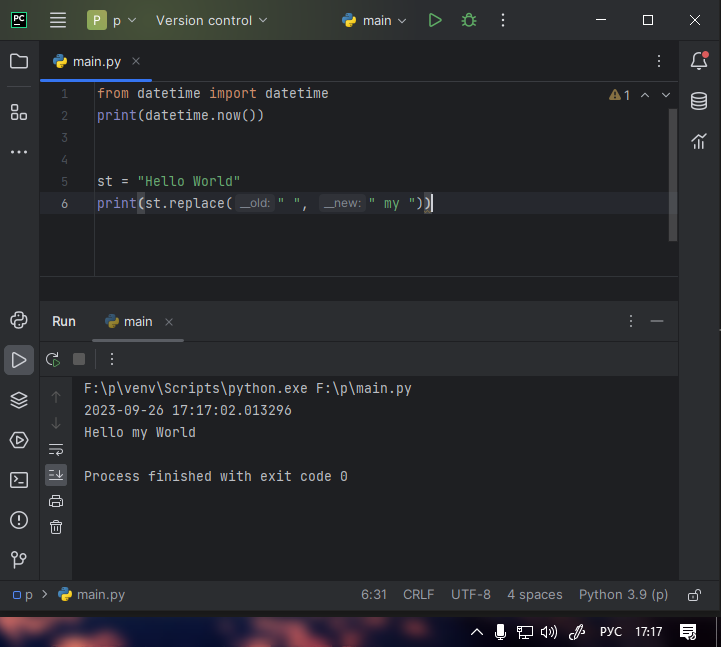 PC P p Version control main
main.py
1 from datetime import datetime 1
2 print(datetime.now())
3
4
5 st = "Hello World"
6 print(st.replace(__old: " ", __new: " my "))
Run main
F:\p\venv\Scripts\python.exe F:\p\main.py
2023-09-26 17:17:02.013296
Hello my World
Process finished with exit code 0
p main.py 6:31 CRLF UTF-8 4 spaces Python 3.9 (p)
РУС 17:17